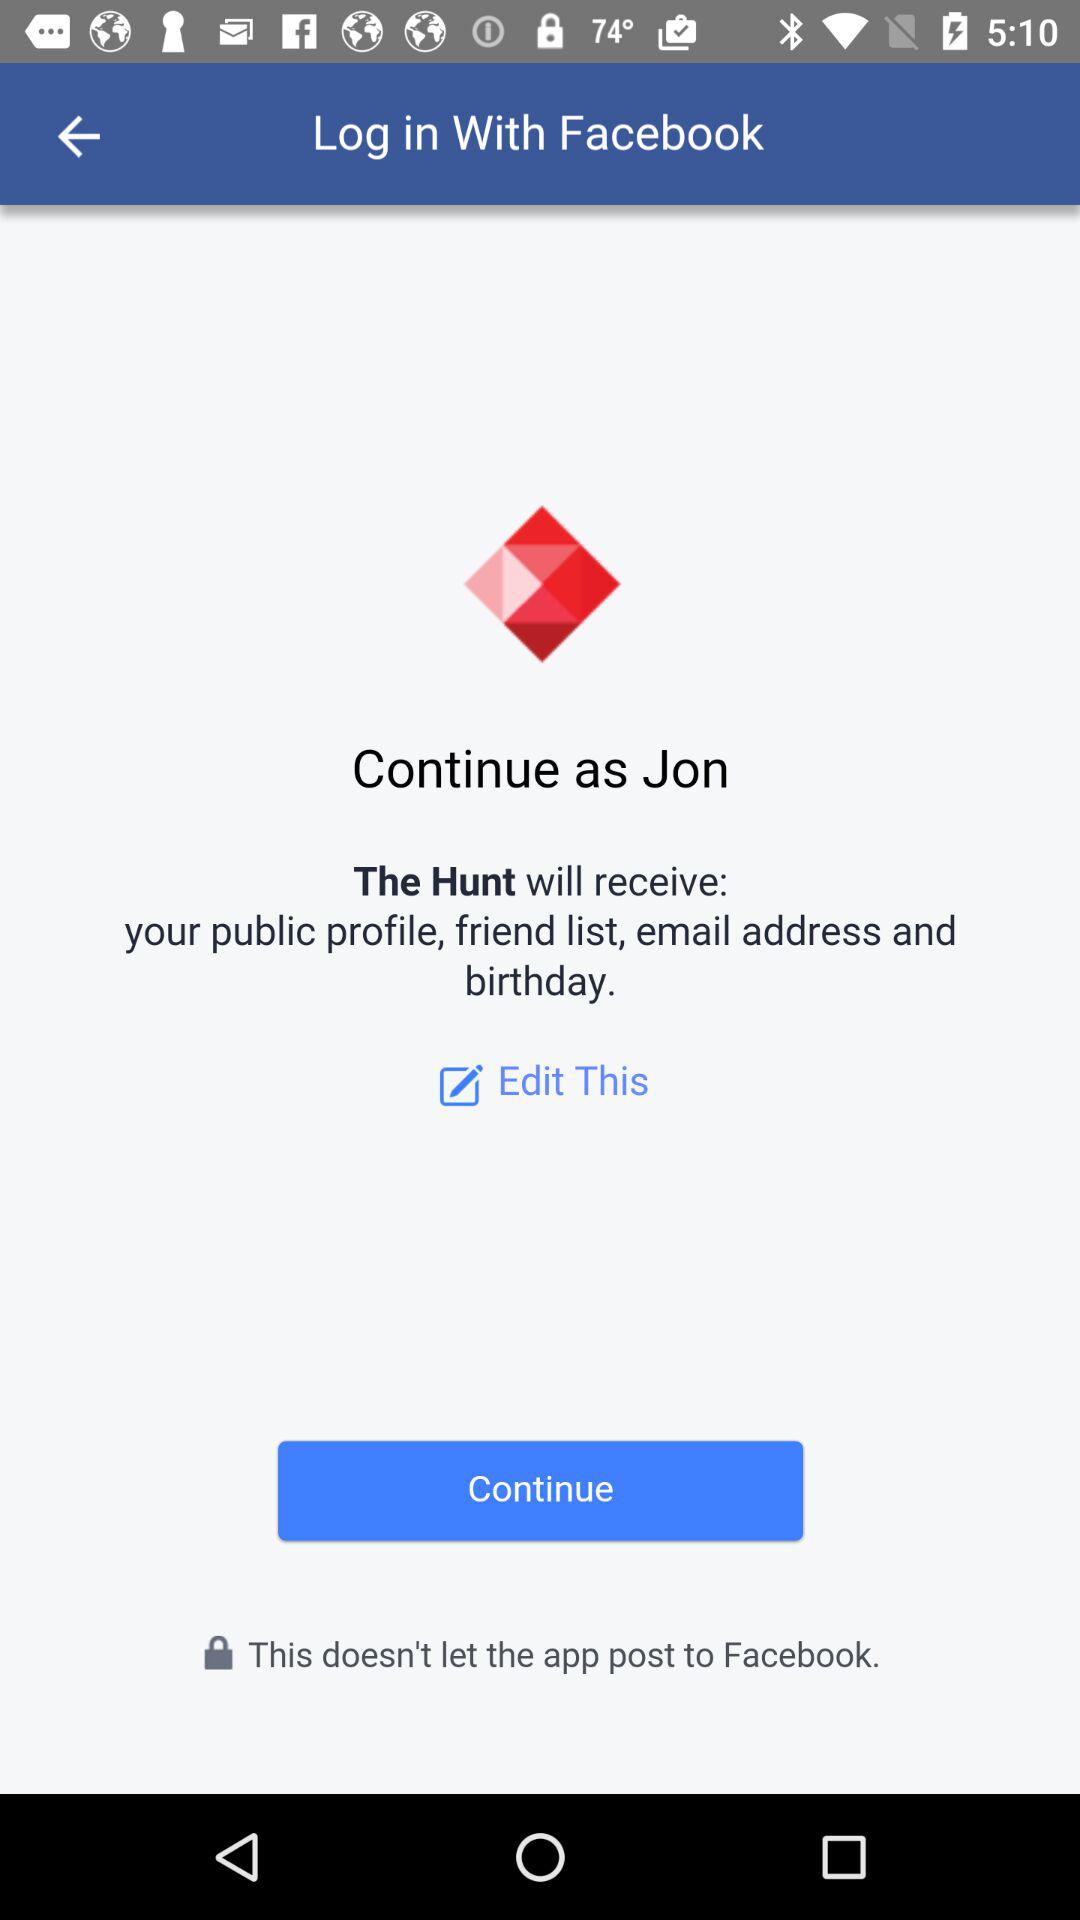 74° 5:10
Log in With Facebook
Continue as Jon
The Hunt will receive:
your public profile, friend list, email address and
birthday.
Edit This
Continue
This doesn't let the app post to Facebook.